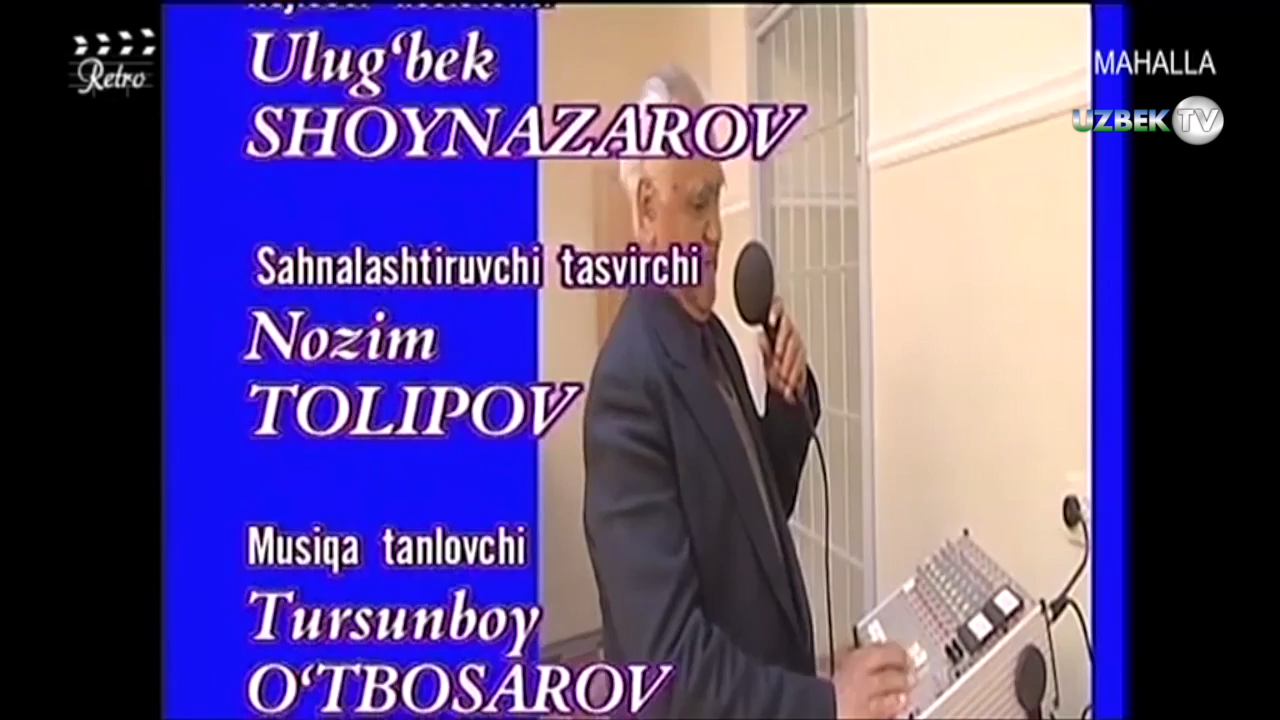 Retro
MAHALLA
UZBEK TV
Ulug‘bek
SHOYNAZAROV
Sahnalashtiruvchi tasvirchi
Nozim
TOLIPOV
Musiqa tanlovchi
Tursunboy
O‘TBOSAROV